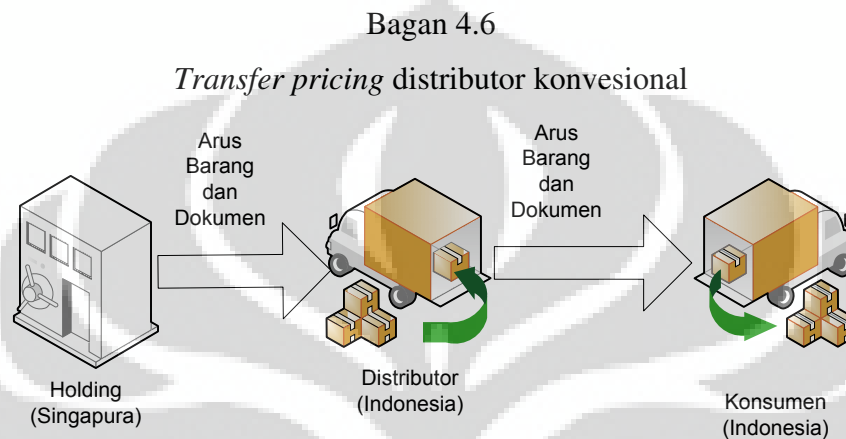 Bagan 4.6
Transfer pricing distributor konvesional
Arus
Barang
dan
Dokumen
Arus
Barang
dan
Dokumen
Holding
(Singapura)
Distributor
(Indonesia)
Konsumen
(Indonesia)